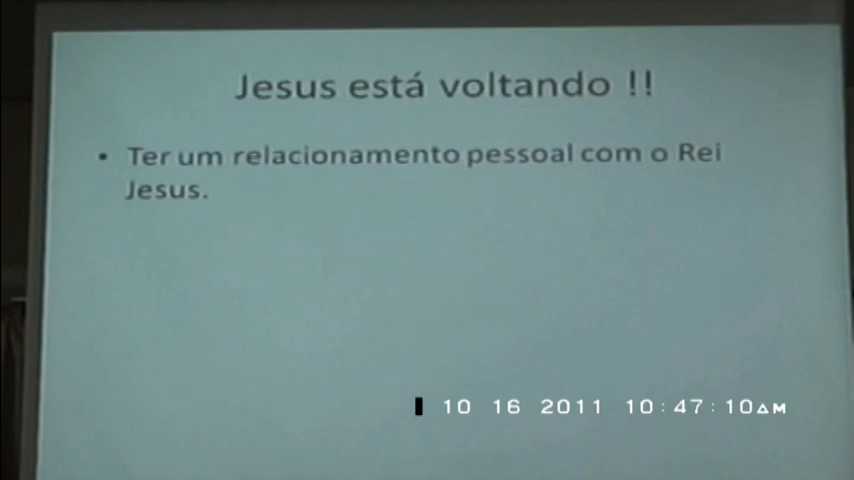 Jesus está voltando !!
• Ter um relacionamento pessoal com o Rei
Jesus.
10 16 2011 10:47:10AM